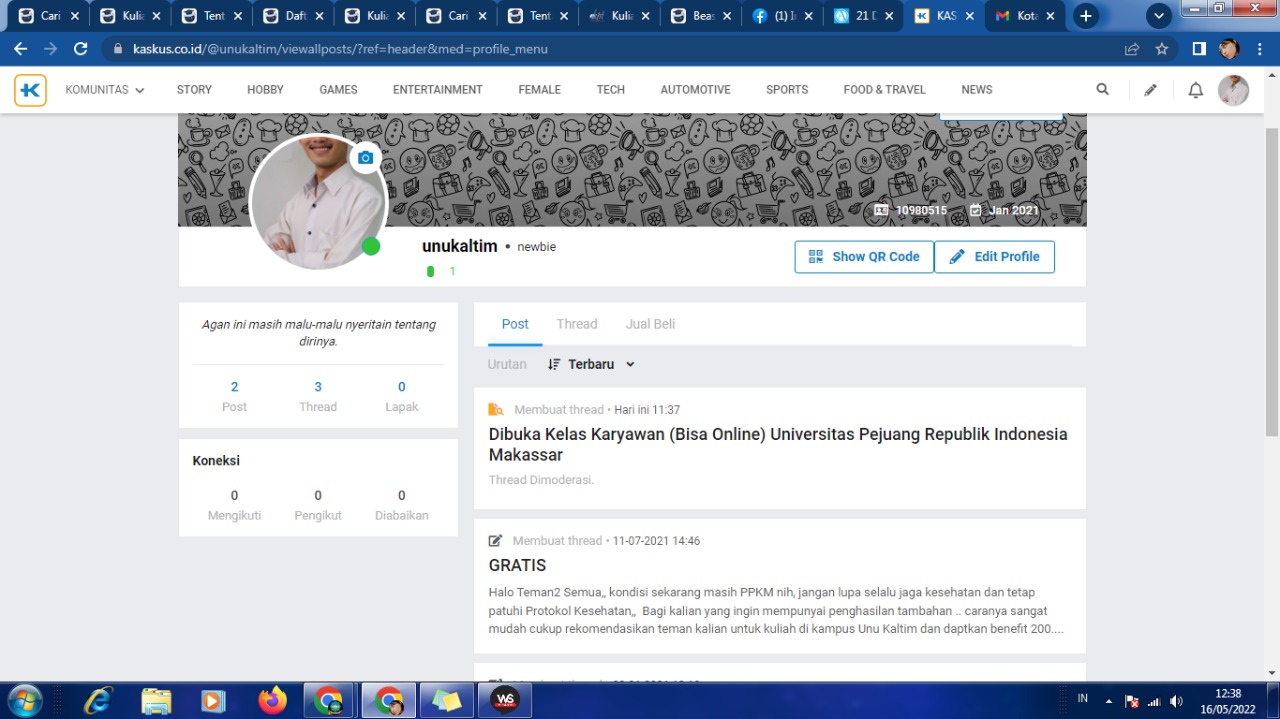 Cari
Kulia
Tent
Daft
Kulia
Cari
Tent
Kulia
Beas
(1) I
21 D
KAS
Kota
kaskus.co.id/@unukaltim/viewallposts/?ref=header&med=profile_menu
KOMUNITAS
STORY
HOBBY
GAMES
ENTERTAINMENT
FEMALE
TECH
AUTOMOTIVE
SPORTS
FOOD & TRAVEL
NEWS
10980515
Jan 2021
unukaltim • newbie
1
Show QR Code
Edit Profile
Agan ini masih malu-malu nyeritain tentang
dirinya.
2
3
0
Post
Thread
Lapak
Koneksi
0
0
0
Mengikuti
Pengikut
Diabaikan
Post
Thread
Jual Beli
Urutan
Terbaru
Membuat thread • Hari ini 11:37
Dibuka Kelas Karyawan (Bisa Online) Universitas Pejuang Republik Indonesia
Makassar
Thread Dimoderasi.
Membuat thread • 11-07-2021 14:46
GRATIS
Halo Teman2 Semua,, kondisi sekarang masih PPKM nih, jangan lupa selalu jaga kesehatan dan tetap
patuhi Protokol Kesehatan,, Bagi kalian yang ingin mempunyai penghasilan tambahan .. caranya sangat
mudah cukup rekomendasikan teman kalian untuk kuliah di kampus Unu Kaltim dan daptkan benefit 200....
WS
IN
12:38
16/05/2022